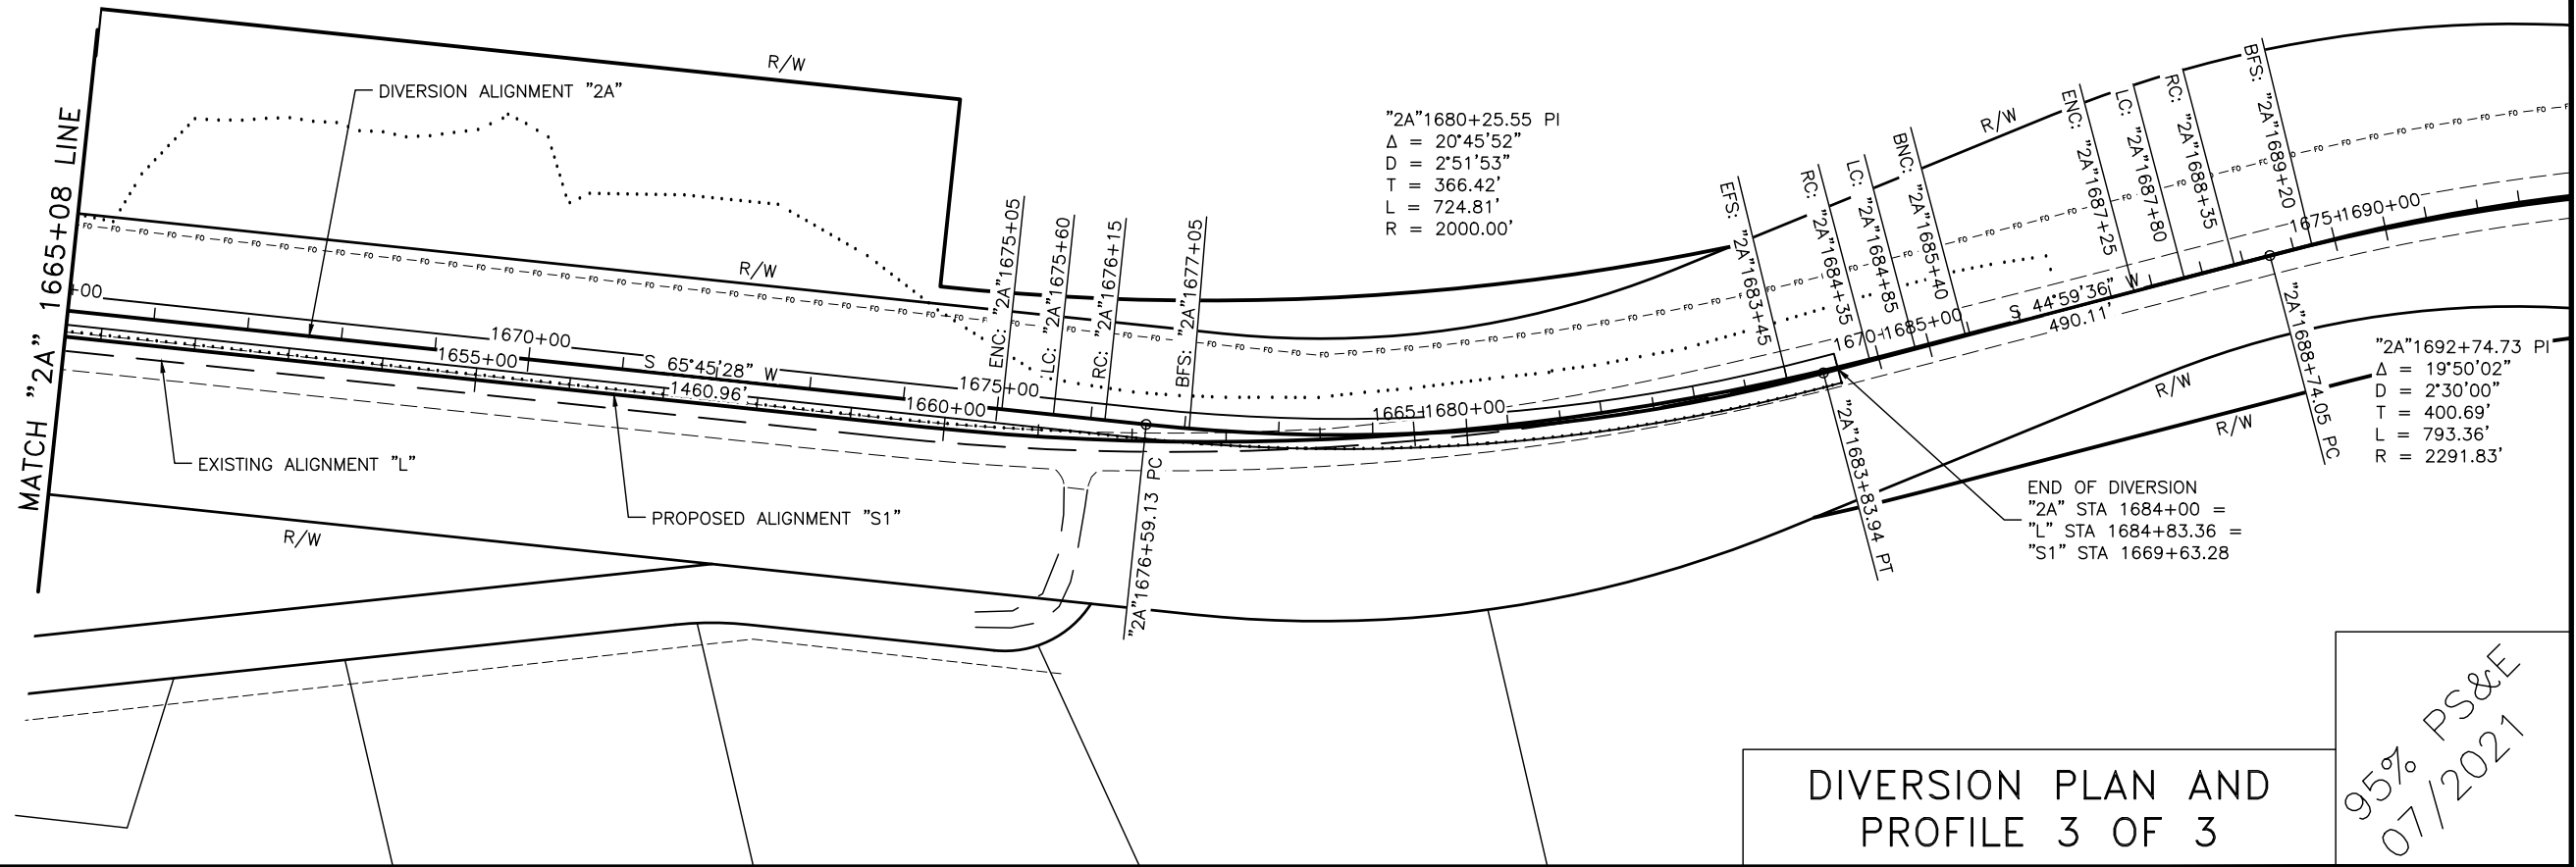 R/W
DIVERSION ALIGNMENT "2A"
MATCH "2A" 1665+08 LINE
"2A"1680+25.55 PI
Δ = 20°45'52"
D = 2°51'53"
T = 366.42'
L = 724.81'
R = 2000.00'
R/W
+00
1670+00
1655+00
S 65°45'28" W
1460.96'
1675+00
1660+00
ENC: "2A"1675+05
LC: "2A"1675+60
RC: "2A"1676+15
BFS: "2A"1677+05
1665+
1680+00
EFS: "2A"1683+45
RC: "2A"1684+35
LC: "2A"1684+85
BNC: "2A"1685+40
R/W
ENC: "2A"1687+25
LC: "2A"1687+80
RC: "2A"1688+35
BFS: "2A"1689+20
1670+
1685+00
S 44°59'36" W
490.11'
1675+
1690+00
"2A"1676+59.13 PC
"2A"1683+83.94 PT
"2A"1688+74.05 PC
"2A"1692+74.73 PI
Δ = 19°50'02"
D = 2°30'00"
T = 400.69'
L = 793.36'
R = 2291.83'
R/W
R/W
EXISTING ALIGNMENT "L"
PROPOSED ALIGNMENT "S1"
R/W
END OF DIVERSION
"2A" STA 1684+00 =
"L" STA 1684+83.36 =
"S1" STA 1669+63.28
DIVERSION PLAN AND
PROFILE 3 OF 3
95% PS&E
07/2021